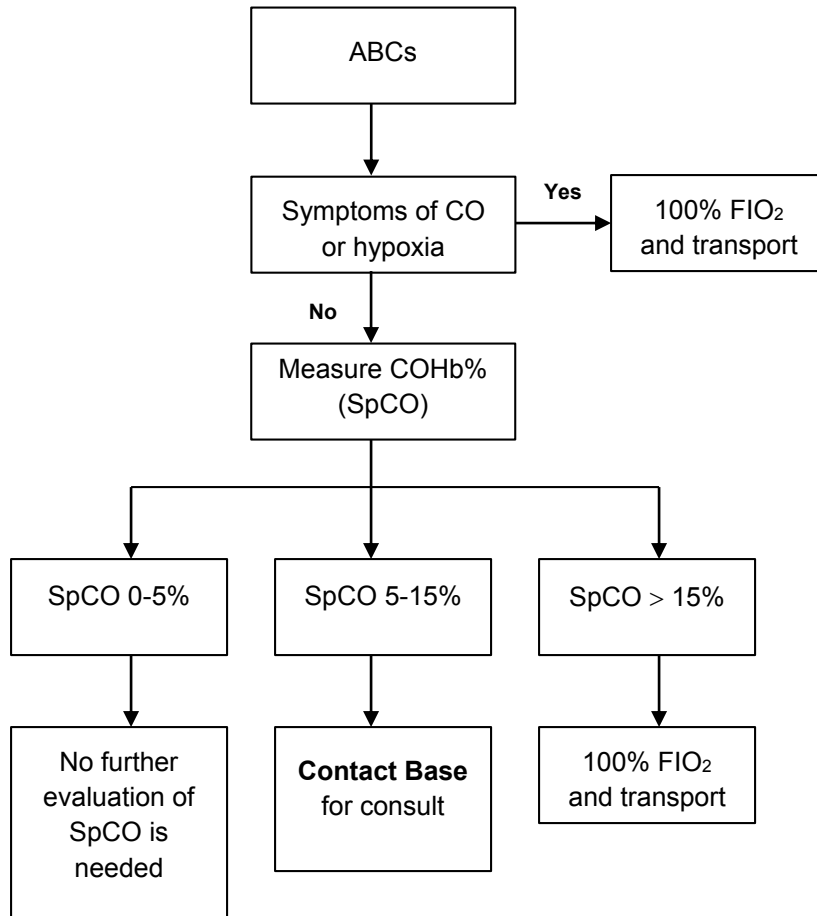 ABCs
Symptoms of CO
or hypoxia
Yes
100% FIO₂
and transport
No
Measure COHb%
(SpCO)
SpCO 0-5%
SpCO 5-15%
SpCO > 15%
No further
evaluation of
SpCO is
needed
Contact Base
for consult
100% FIO₂
and transport